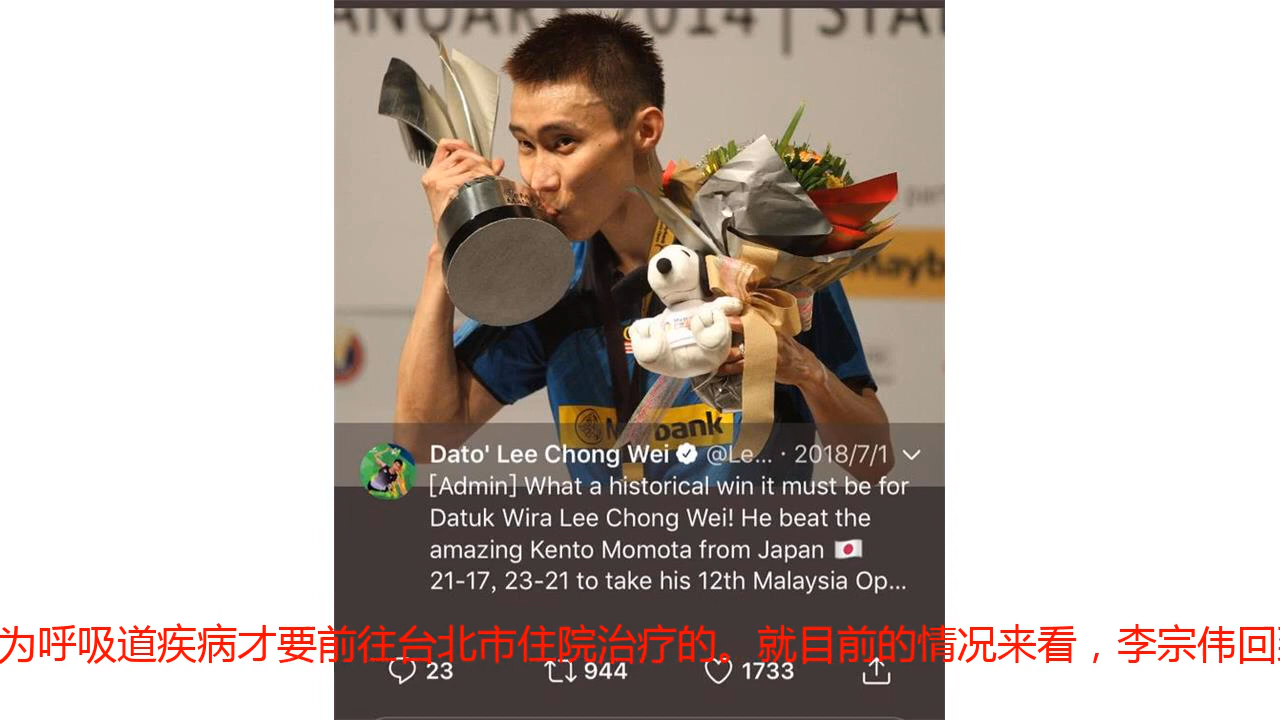 ANUARY 2014 | STA
Mayb
Maybank
Dato' Lee Chong Wei @Le... · 2018/7/1
[Admin] What a historical win it must be for
Datuk Wira Lee Chong Wei! He beat the
amazing Kento Momota from Japan 🇯🇵
21-17, 23-21 to take his 12th Malaysia Op...
为呼吸道疾病才要前往台北市住院治疗的。就目前的情况来看，李宗伟回
23 944 1733